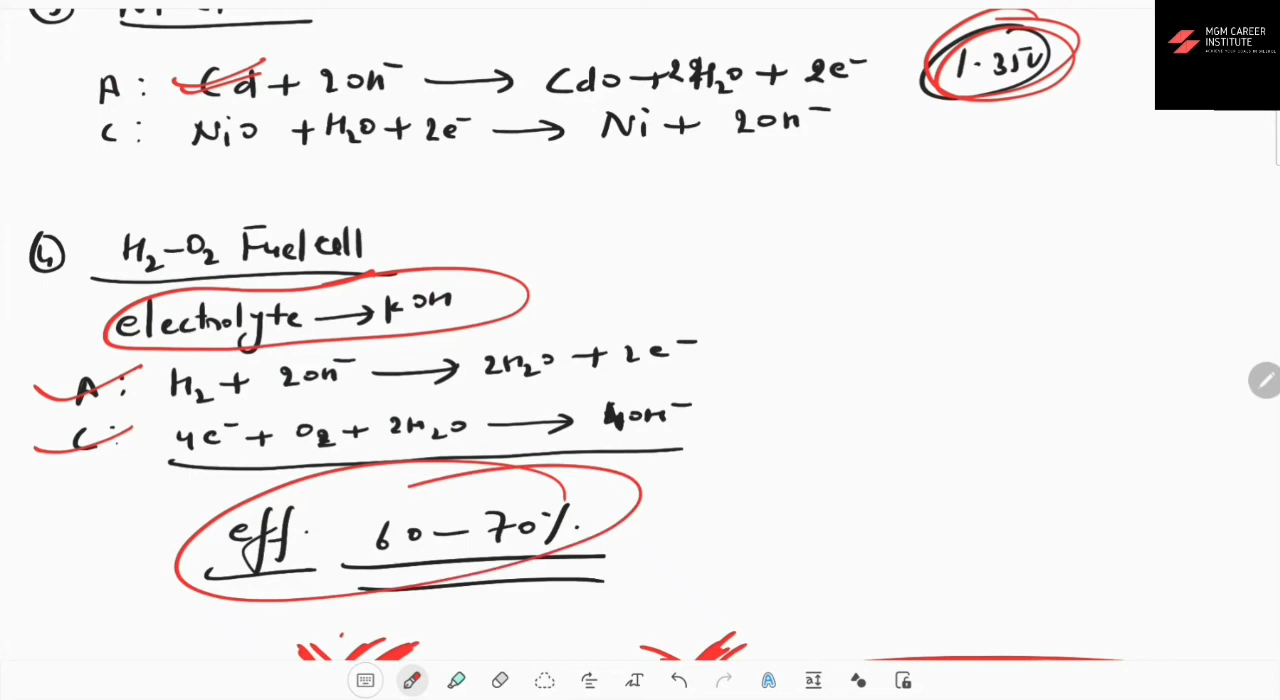 A: Cd + 2OH⁻ → CdO + 2H₂O + 2e⁻
1.35V
C: NiO + H₂O + 2e⁻ → Ni + 2OH⁻
④ H₂–O₂ Fuel cell
electrolyte → KOH
A: H₂ + 2OH⁻ → 2H₂O + 2e⁻
C: 4e⁻ + O₂ + 2H₂O → 4OH⁻
eff. 60–70%.
MGM CAREER
INSTITUTE